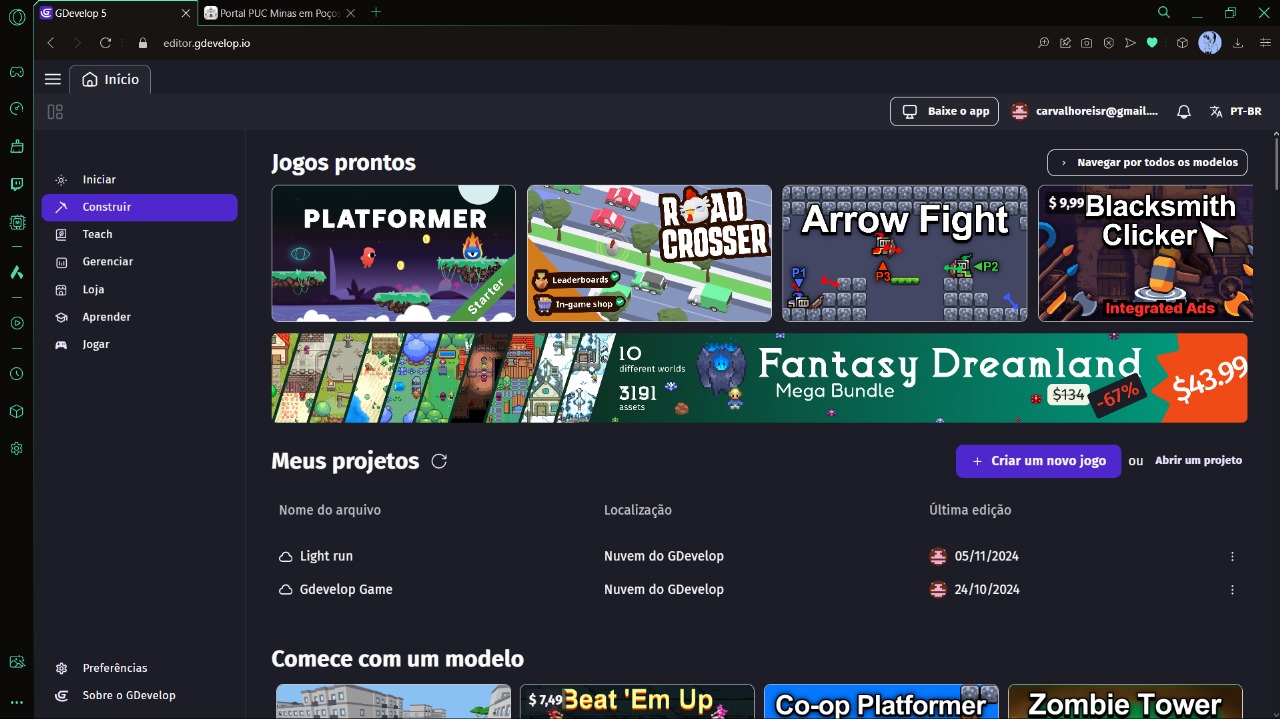 GDevelop 5
Portal PUC Minas em Poços
editor.gdevelop.io
Início
Baixe o app
carvalhoreisr@gmail....
PT-BR
Iniciar
Construir
Teach
Gerenciar
Loja
Aprender
Jogar
Preferências
Sobre o GDevelop
Jogos prontos
Navegar por todos os modelos
PLATFORMER
Starter
ROAD
CROSSER
Leaderboards
In-game shop
Arrow Fight
P1
P3
P2
$ 9,99
Blacksmith
Clicker
Integrated Ads
10
different worlds
3191
assets
Fantasy Dreamland
Mega Bundle
$134
-67%
$43.99
Meus projetos
+ Criar um novo jogo
ou
Abrir um projeto
Nome do arquivo Localização Última edição
Light run Nuvem do GDevelop 05/11/2024
Gdevelop Game Nuvem do GDevelop 24/10/2024
Comece com um modelo
$ 7,49
Beat 'Em Up
Co-op Platformer
Zombie Tower